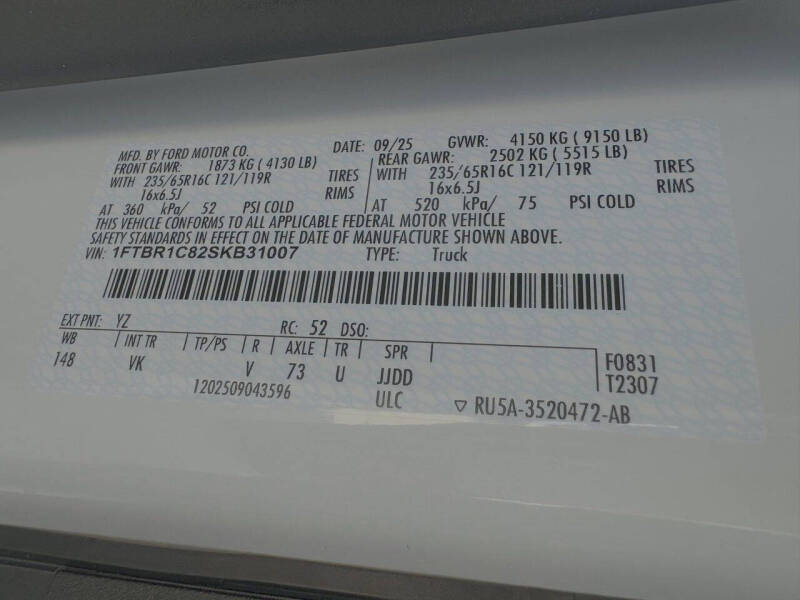 MFD. BY FORD MOTOR CO. DATE: 09/25 GVWR: 4150 KG ( 9150 LB)
FRONT GAWR: 1873 KG ( 4130 LB) REAR GAWR: 2502 KG ( 5515 LB)
WITH 235/65R16C 121/119R TIRES WITH 235/65R16C 121/119R TIRES
16x6.5J RIMS 16x6.5J RIMS
AT 360 kPa/ 52 PSI COLD AT 520 kPa/ 75 PSI COLD
THIS VEHICLE CONFORMS TO ALL APPLICABLE FEDERAL MOTOR VEHICLE
SAFETY STANDARDS IN EFFECT ON THE DATE OF MANUFACTURE SHOWN ABOVE.
VIN: 1FTBR1C82SKB31007 TYPE: Truck
EXT PNT: YZ RC: 52 DSO:
WB INT TR TP/PS R AXLE TR SPR
148 VK V 73 U JJDD
F0831
T2307
1202509043596 ULC ▽ RU5A-3520472-AB